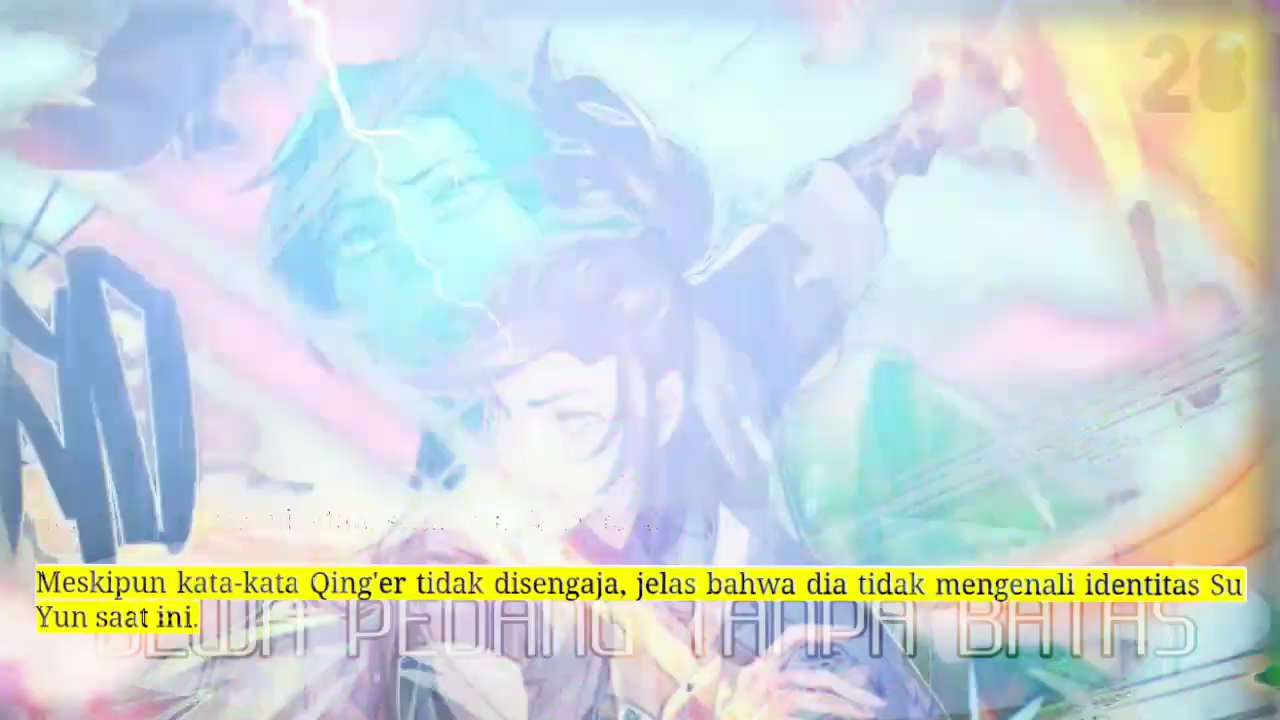 28
Meskipun kata-kata Qing'er tidak disengaja, jelas bahwa dia tidak mengenali identitas Su
Yun saat ini.
DEWA PEDANG TANPA BATAS